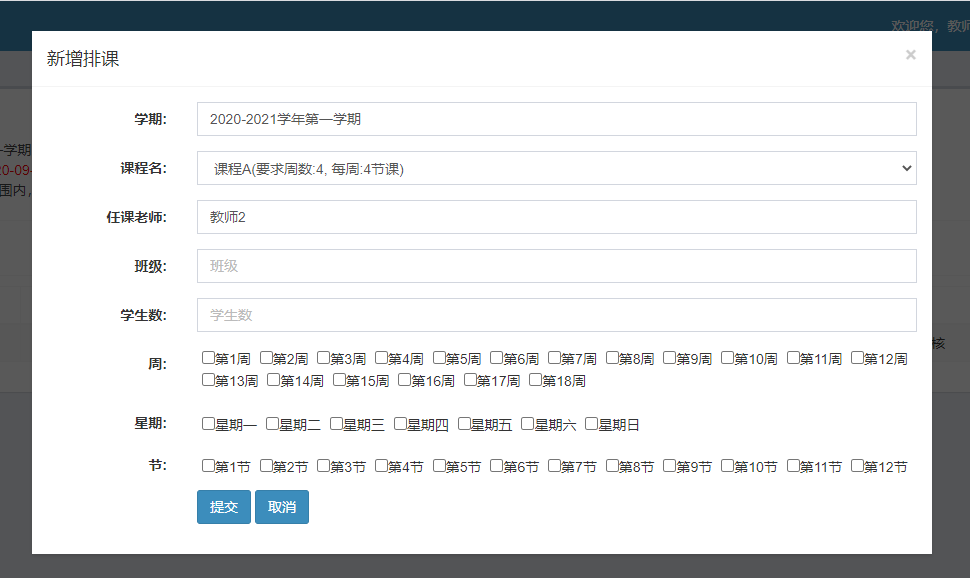 欢迎您, 教师
新增排课
×
学期: 2020-2021学年第一学期
-学期
课程名: 课程A(要求周数:4, 每周:4节课)
20-09-
围内,
任课老师: 教师2
班级: 班级
学生数: 学生数
核
周: 第1周 第2周 第3周 第4周 第5周 第6周 第7周 第8周 第9周 第10周 第11周 第12周
第13周 第14周 第15周 第16周 第17周 第18周
星期: 星期一 星期二 星期三 星期四 星期五 星期六 星期日
节: 第1节 第2节 第3节 第4节 第5节 第6节 第7节 第8节 第9节 第10节 第11节 第12节
提交 取消